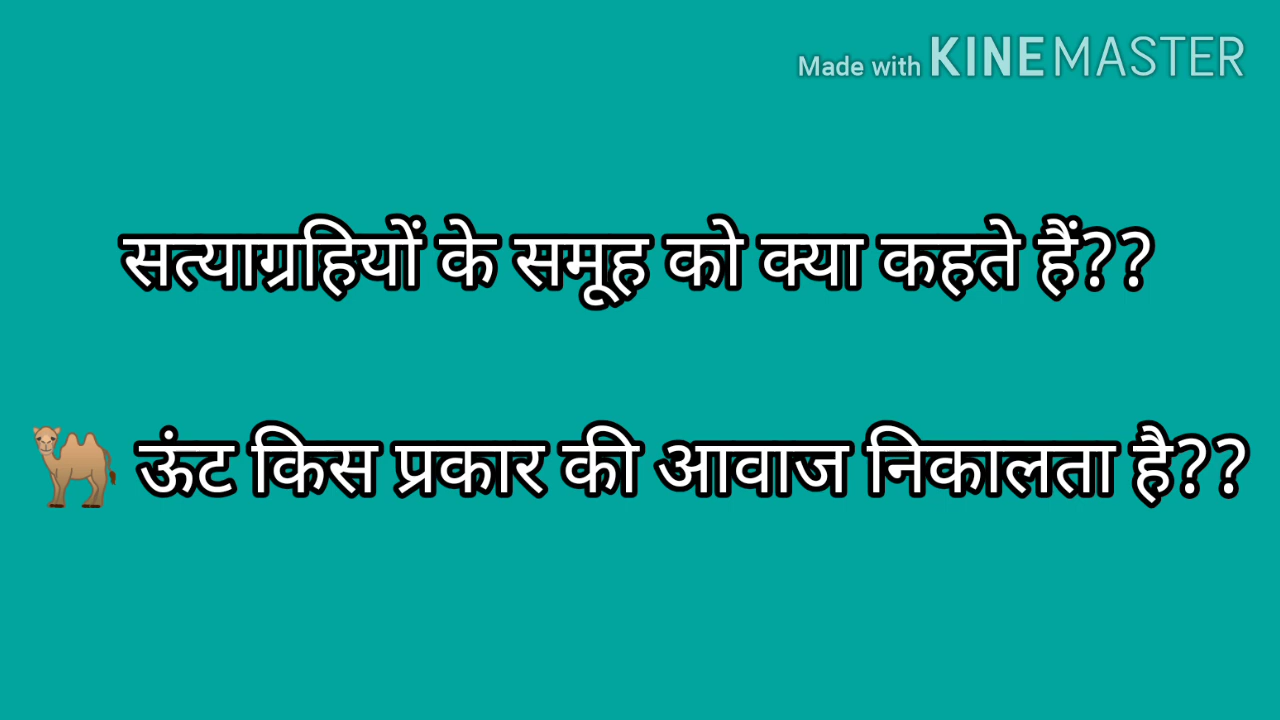 Made with KINEMASTER
सत्याग्रहियों के समूह को क्या कहते हैं??
🐫 ऊंट किस प्रकार की आवाज निकालता है??